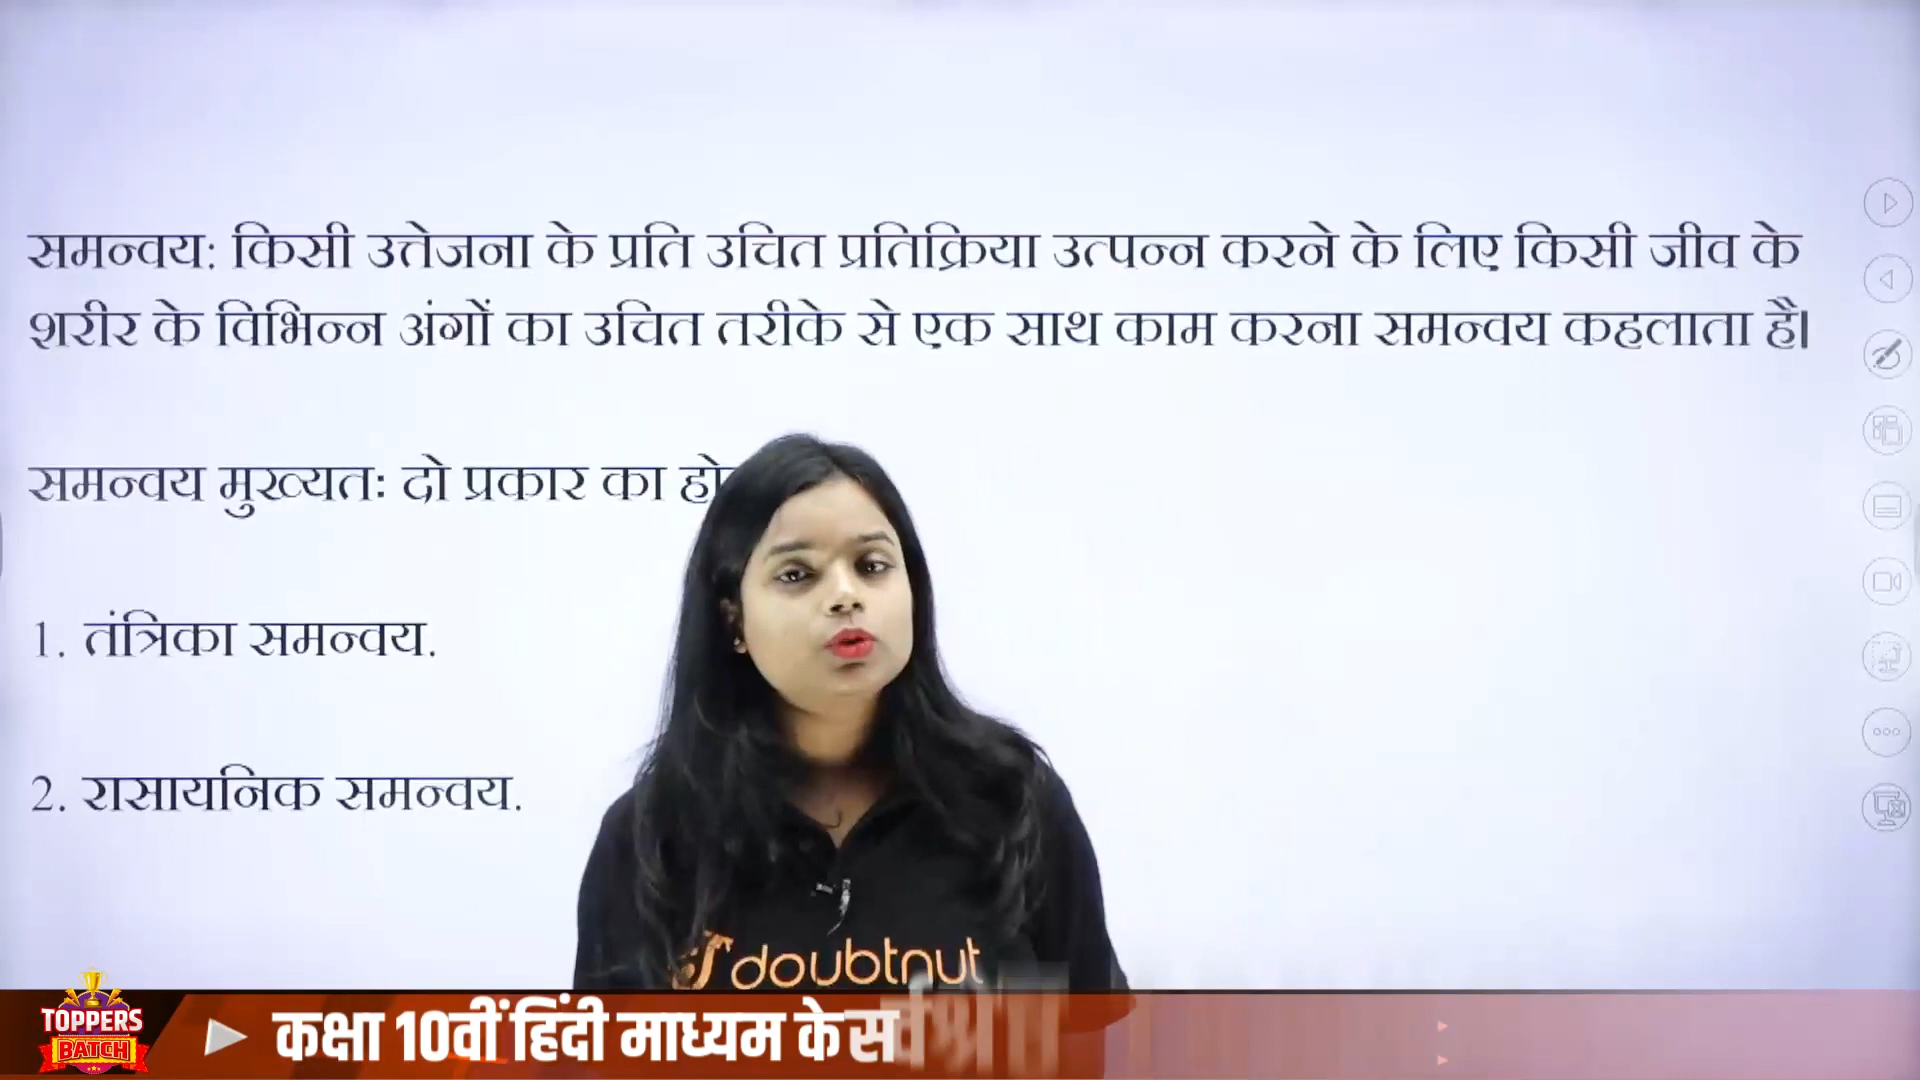 समन्वय: किसी उत्तेजना के प्रति उचित प्रतिक्रिया उत्पन्न करने के लिए किसी जीव के
शरीर के विभिन्न अंगों का उचित तरीके से एक साथ काम करना समन्वय कहलाता है।
समन्वय मुख्यतः दो प्रकार का
1. तंत्रिका समन्वय.
2. रासायनिक समन्वय.
doubtnut
TOPPERS
BATCH
कक्षा 10वीं हिंदी माध्यम के